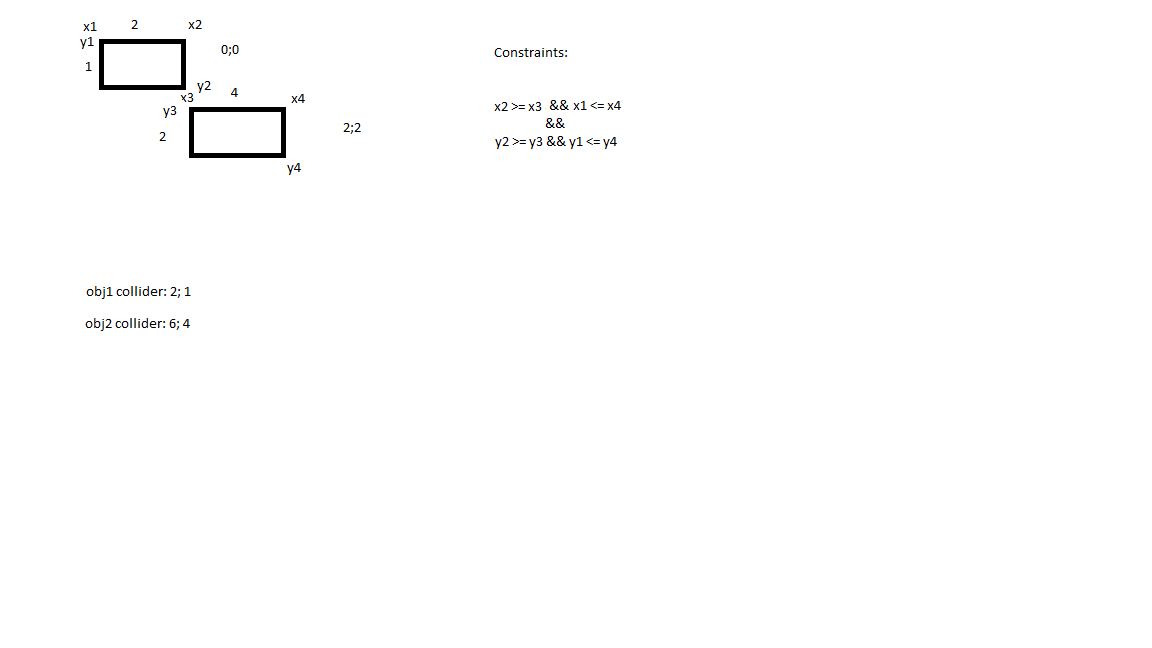 x1 2 x2
y1
0;0
1
y2
x3 4 x4
y3
2
2;2
y4
Constraints:
x2 >= x3 && x1 <= x4
&&
y2 >= y3 && y1 <= y4
obj1 collider: 2; 1
obj2 collider: 6; 4